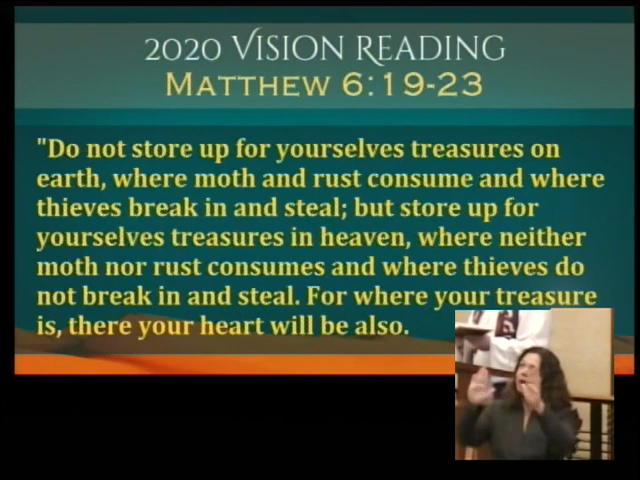 2020 VISION READING
MATTHEW 6:19-23
"Do not store up for yourselves treasures on
earth, where moth and rust consume and where
thieves break in and steal; but store up for
yourselves treasures in heaven, where neither
moth nor rust consumes and where thieves do
not break in and steal. For where your treasure
is, there your heart will be also.